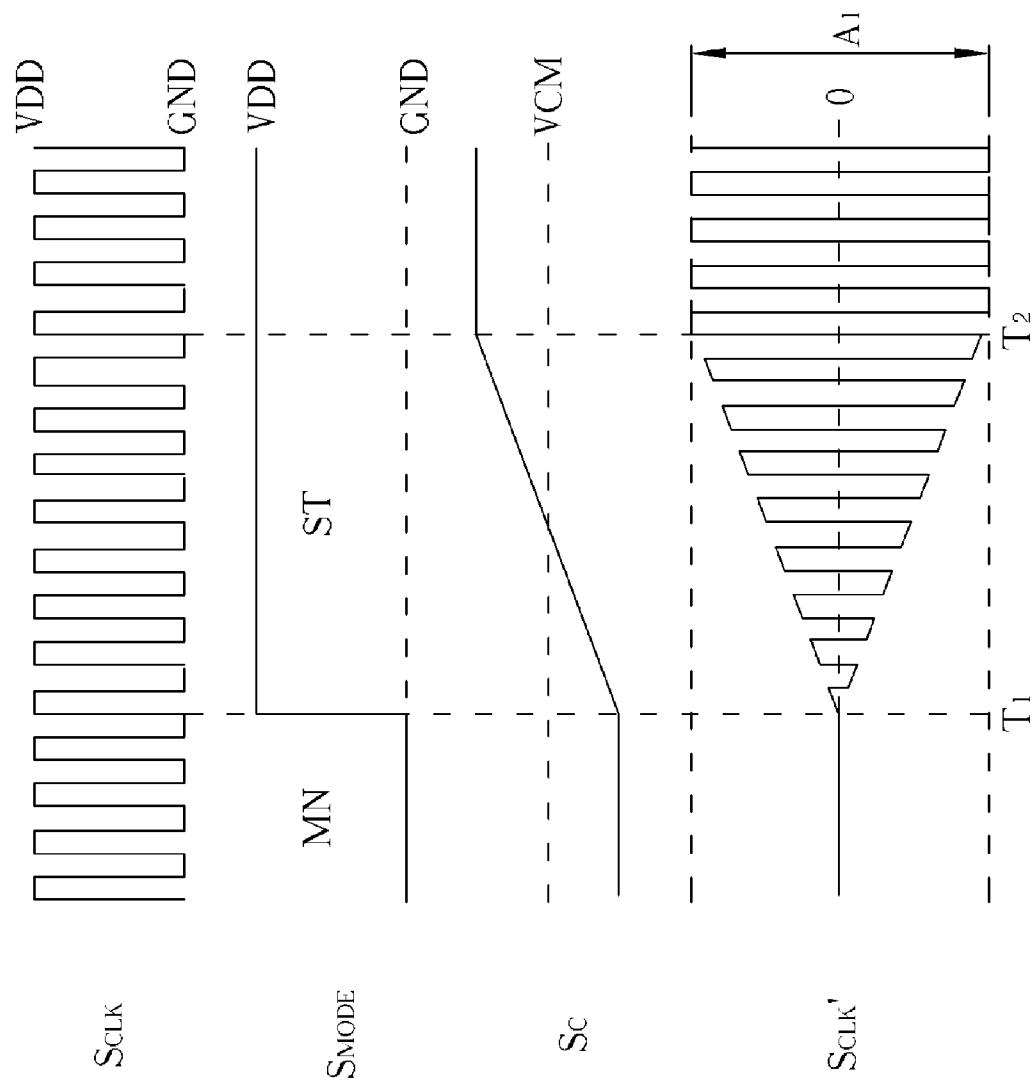 SCLK
VDD
GND
SMODE
MN
ST
VDD
GND
SC
VCM
SCLK'
0
A1
T1
T2